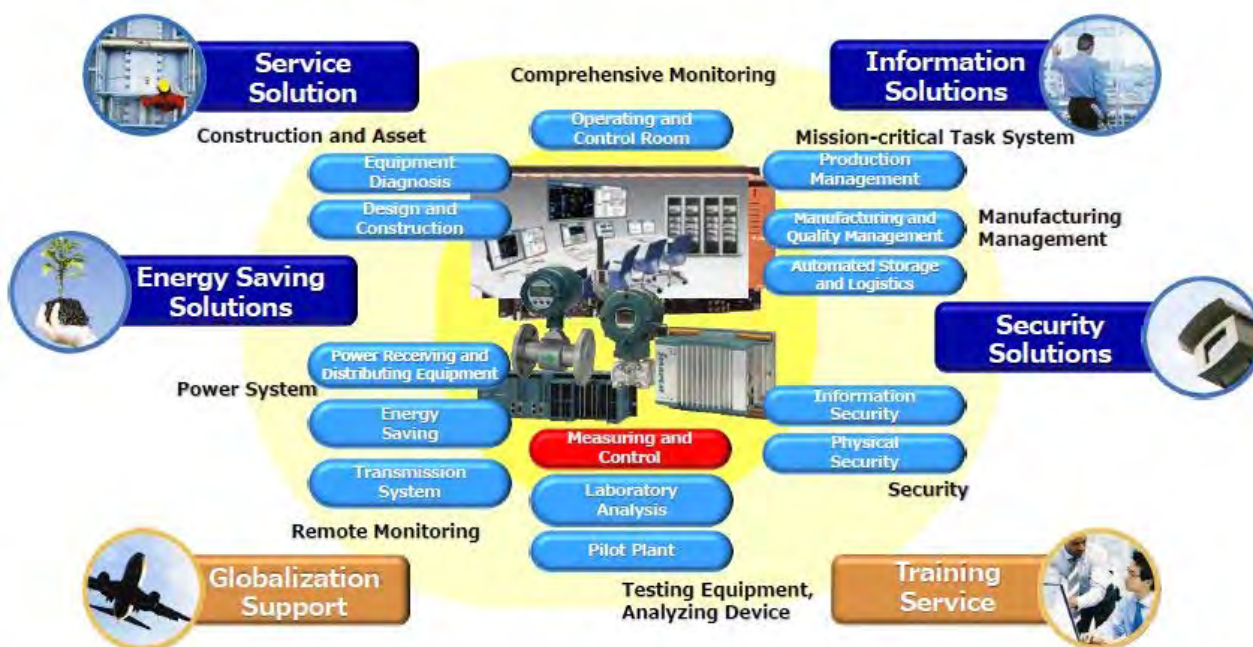 Service
Solution
Comprehensive Monitoring
Information
Solutions
Construction and Asset
Operating and
Control Room
Mission-critical Task System
Equipment
Diagnosis
Production
Management
Design and
Construction
Manufacturing and
Quality Management
Manufacturing
Management
Energy Saving
Solutions
Automated Storage
and Logistics
Security
Solutions
Power Receiving and
Distributing Equipment
Power System
Energy
Saving
Information
Security
Measuring and
Control
Physical
Security
Transmission
System
Laboratory
Analysis
Security
Remote Monitoring
Pilot Plant
Globalization
Support
Testing Equipment,
Analyzing Device
Training
Service